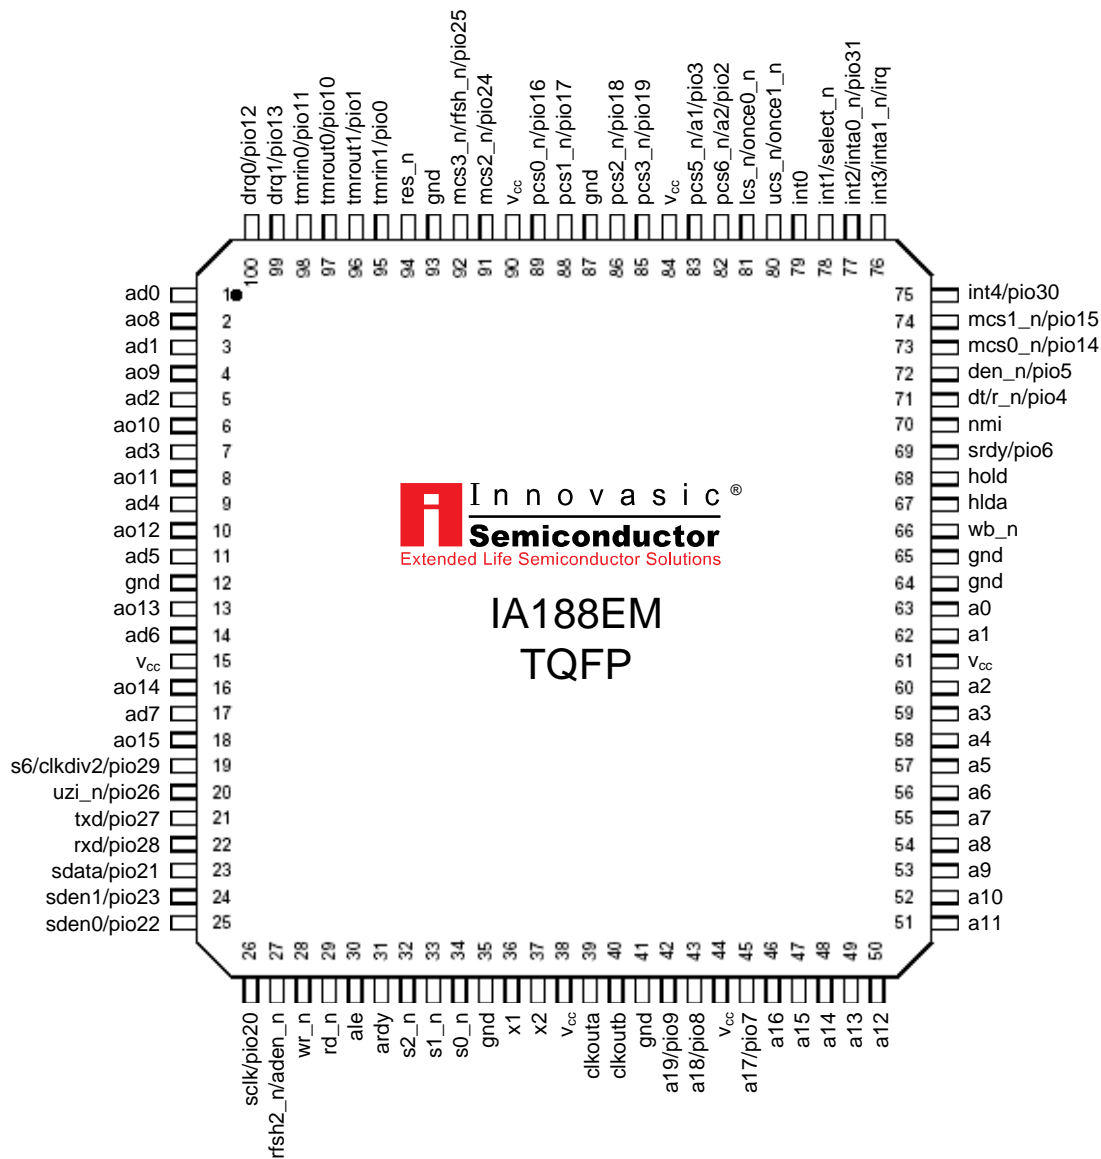 drq0/pio12
drq1/pio13
tmrin0/pio11
tmrout0/pio10
tmrout1/pio1
tmrin1/pio0
res_n
gnd
mcs3_n/rfsh_n/pio25
mcs2_n/pio24
vcc
pcs0_n/pio16
pcs1_n/pio17
gnd
pcs2_n/pio18
pcs3_n/pio19
vcc
pcs5_n/a1/pio3
pcs6_n/a2/pio2
lcs_n/once0_n
ucs_n/once1_n
int0
int1/select_n
int2/inta0_n/pio31
int3/inta1_n/irq
100
99
98
97
96
95
94
93
92
91
90
89
88
87
86
85
84
83
82
81
80
79
78
77
76
ad0 1
ao8 2
ad1 3
ao9 4
ad2 5
ao10 6
ad3 7
ao11 8
ad4 9
ao12 10
ad5 11
gnd 12
ao13 13
ad6 14
vcc 15
ao14 16
ad7 17
ao15 18
s6/clkdiv2/pio29 19
uzi_n/pio26 20
txd/pio27 21
rxd/pio28 22
sdata/pio21 23
sden1/pio23 24
sden0/pio22 25
i Innovasic ®
Semiconductor
Extended Life Semiconductor Solutions
IA188EM
TQFP
75 int4/pio30
74 mcs1_n/pio15
73 mcs0_n/pio14
72 den_n/pio5
71 dt/r_n/pio4
70 nmi
69 srdy/pio6
68 hold
67 hlda
66 wb_n
65 gnd
64 gnd
63 a0
62 a1
61 vcc
60 a2
59 a3
58 a4
57 a5
56 a6
55 a7
54 a8
53 a9
52 a10
51 a11
26
27
28
29
30
31
32
33
34
35
36
37
38
39
40
41
42
43
44
45
46
47
48
49
50
sclk/pio20
rfsh2_n/aden_n
wr_n
rd_n
ale
ardy
s2_n
s1_n
s0_n
gnd
x1
x2
vcc
clkouta
clkoutb
gnd
a19/pio9
a18/pio8
vcc
a17/pio7
a16
a15
a14
a13
a12